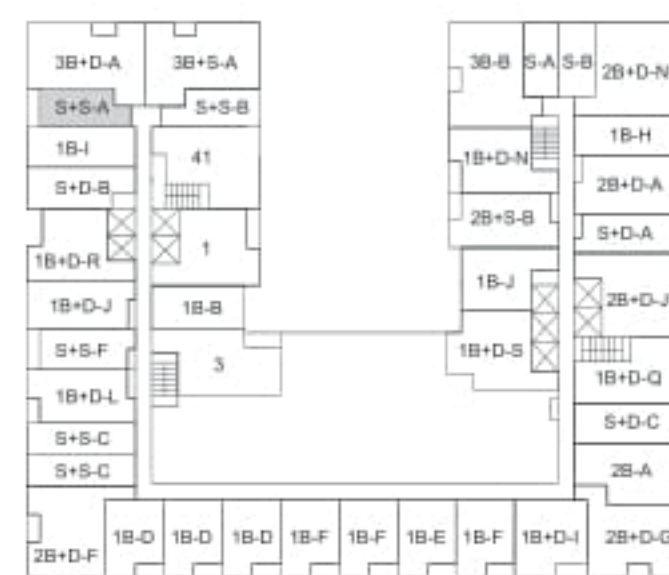 3B+D-A 3B+S-A 3B-B S-A S-B 2B+D-N
S+S-A S+S-B
1B-I 41 1B+D-N 1B-H
S+D-B 2B+D-A
1B+D-R 1 2B+S-B S+D-A
1B+D-J 1B-B 1B-J 2B+D-J
S+S-F 3 1B+D-S
1B+D-L 1B+D-Q
S+S-C S+D-C
S+S-C 2B-A
2B+D-F 1B-D 1B-D 1B-D 1B-F 1B-F 1B-E 1B-F 1B+D-I 2B+D-G